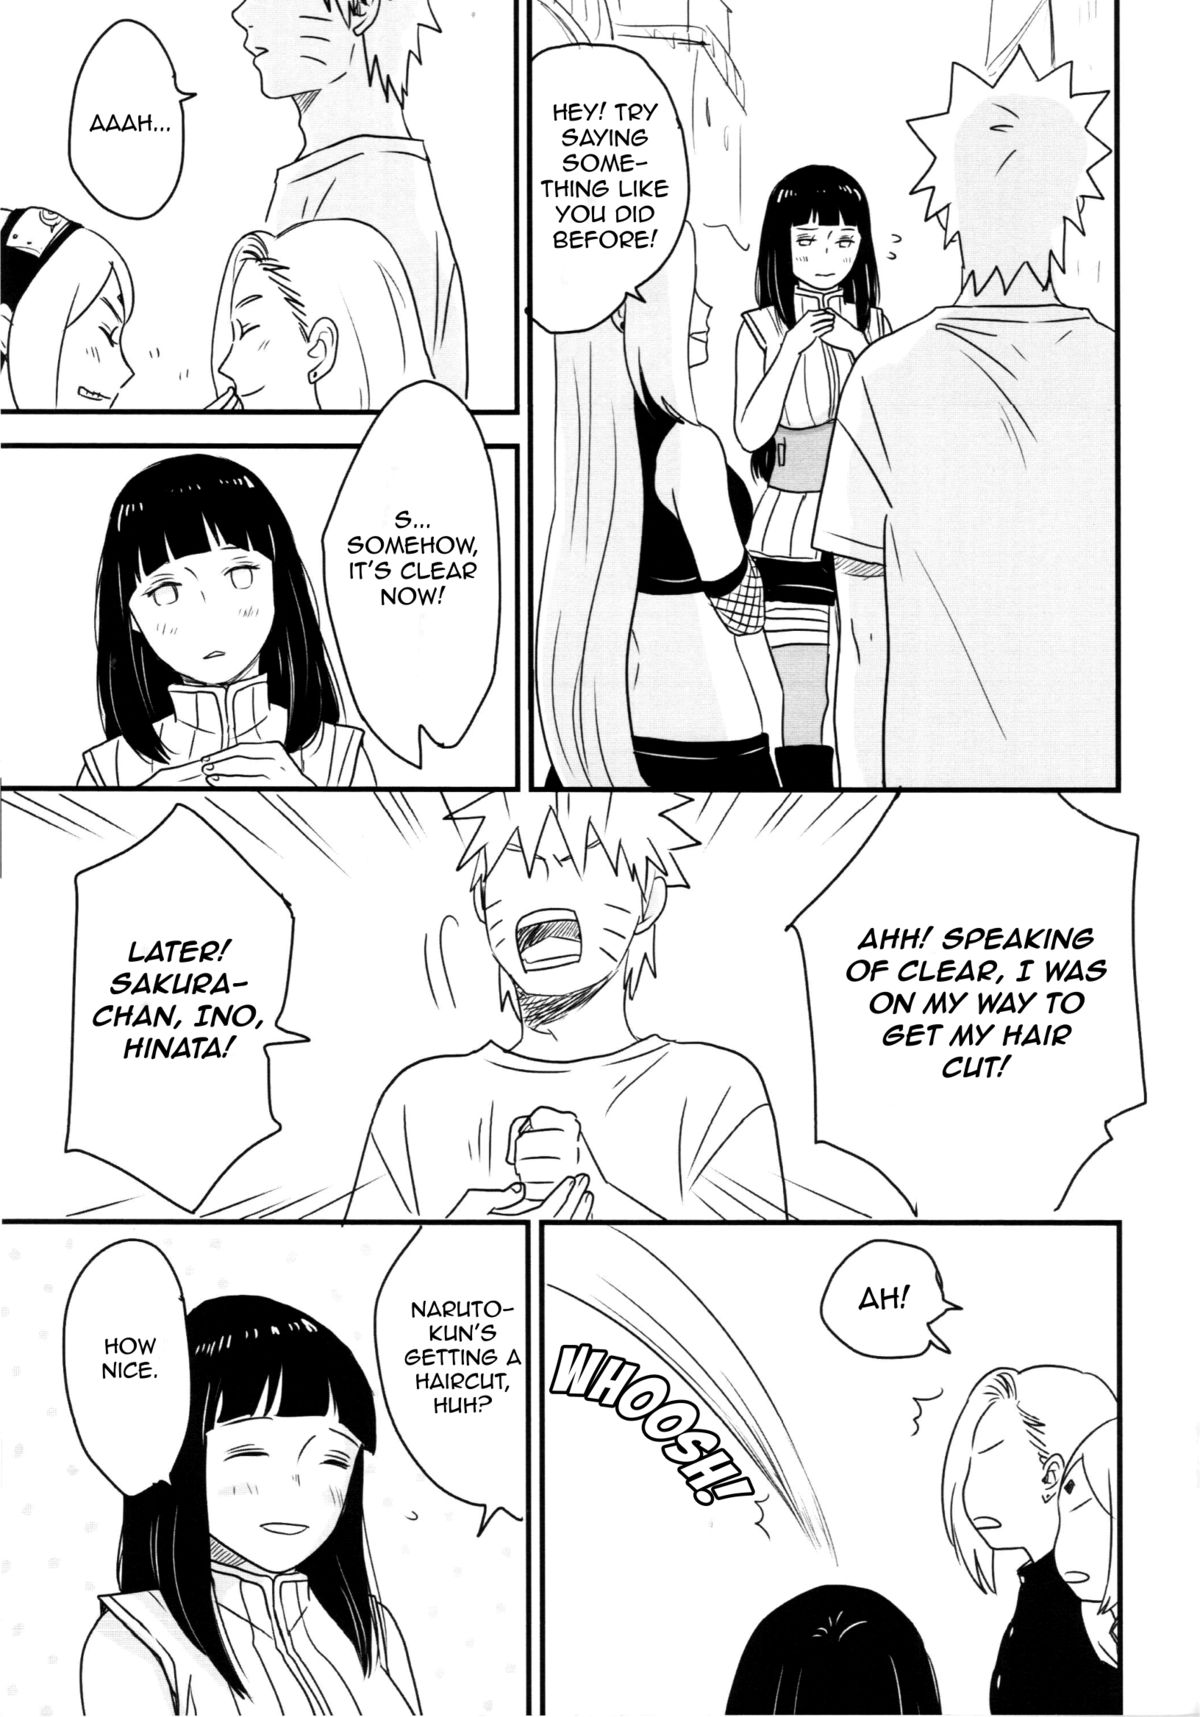 HEY! TRY
SAYING
SOME-
THING LIKE
YOU DID
BEFORE!
AAAH...
S...
SOMEHOW,
IT'S CLEAR
NOW!
AHH! SPEAKING
OF CLEAR, I WAS
ON MY WAY TO
GET MY HAIR
CUT!
LATER!
SAKURA-
CHAN, INO,
HINATA!
AH!
WHOOSH!
NARUTO-
KUN'S
GETTING A
HAIRCUT,
HUH?
HOW
NICE.